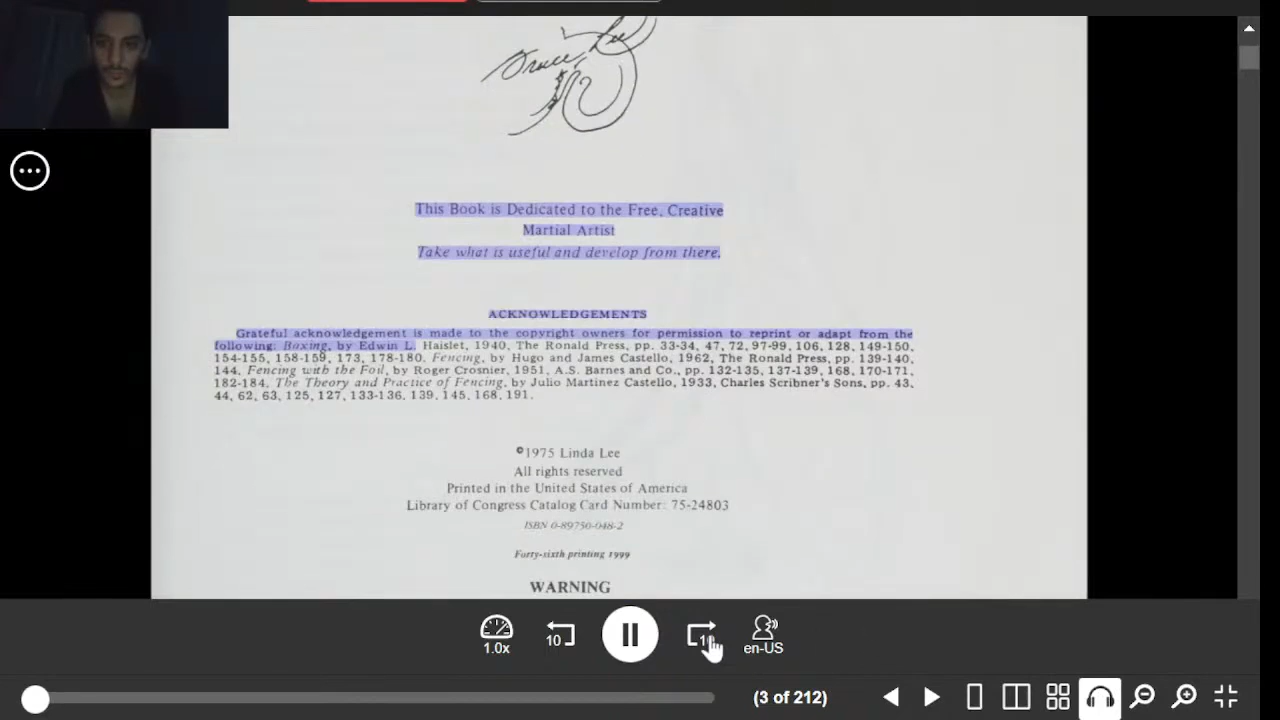 Bruce Lee
This Book is Dedicated to the Free, Creative
Martial Artist
Take what is useful and develop from there.
ACKNOWLEDGEMENTS
Grateful acknowledgement is made to the copyright owners for permission to reprint or adapt from the
following: Boxing, by Edwin L. Haislet, 1940, The Ronald Press, pp. 33-34, 47, 72, 97-99, 106, 128, 149-150,
154-155, 158-159, 173, 178-180. Fencing, by Hugo and James Castello, 1962, The Ronald Press, pp. 139-140,
144. Fencing with the Foil, by Roger Crosnier, 1951, A.S. Barnes and Co., pp. 132-135, 137-139, 168, 170-171,
182-184. The Theory and Practice of Fencing, by Julio Martinez Castello, 1933, Charles Scribner's Sons, pp. 43,
44, 62, 63, 125, 127, 133-136, 139, 145, 168, 191.
©1975 Linda Lee
All rights reserved
Printed in the United States of America
Library of Congress Catalog Card Number: 75-24803
ISBN 0-89750-048-2
Forty-sixth printing 1999
WARNING
1.0x
10
10
en-US
(3 of 212)